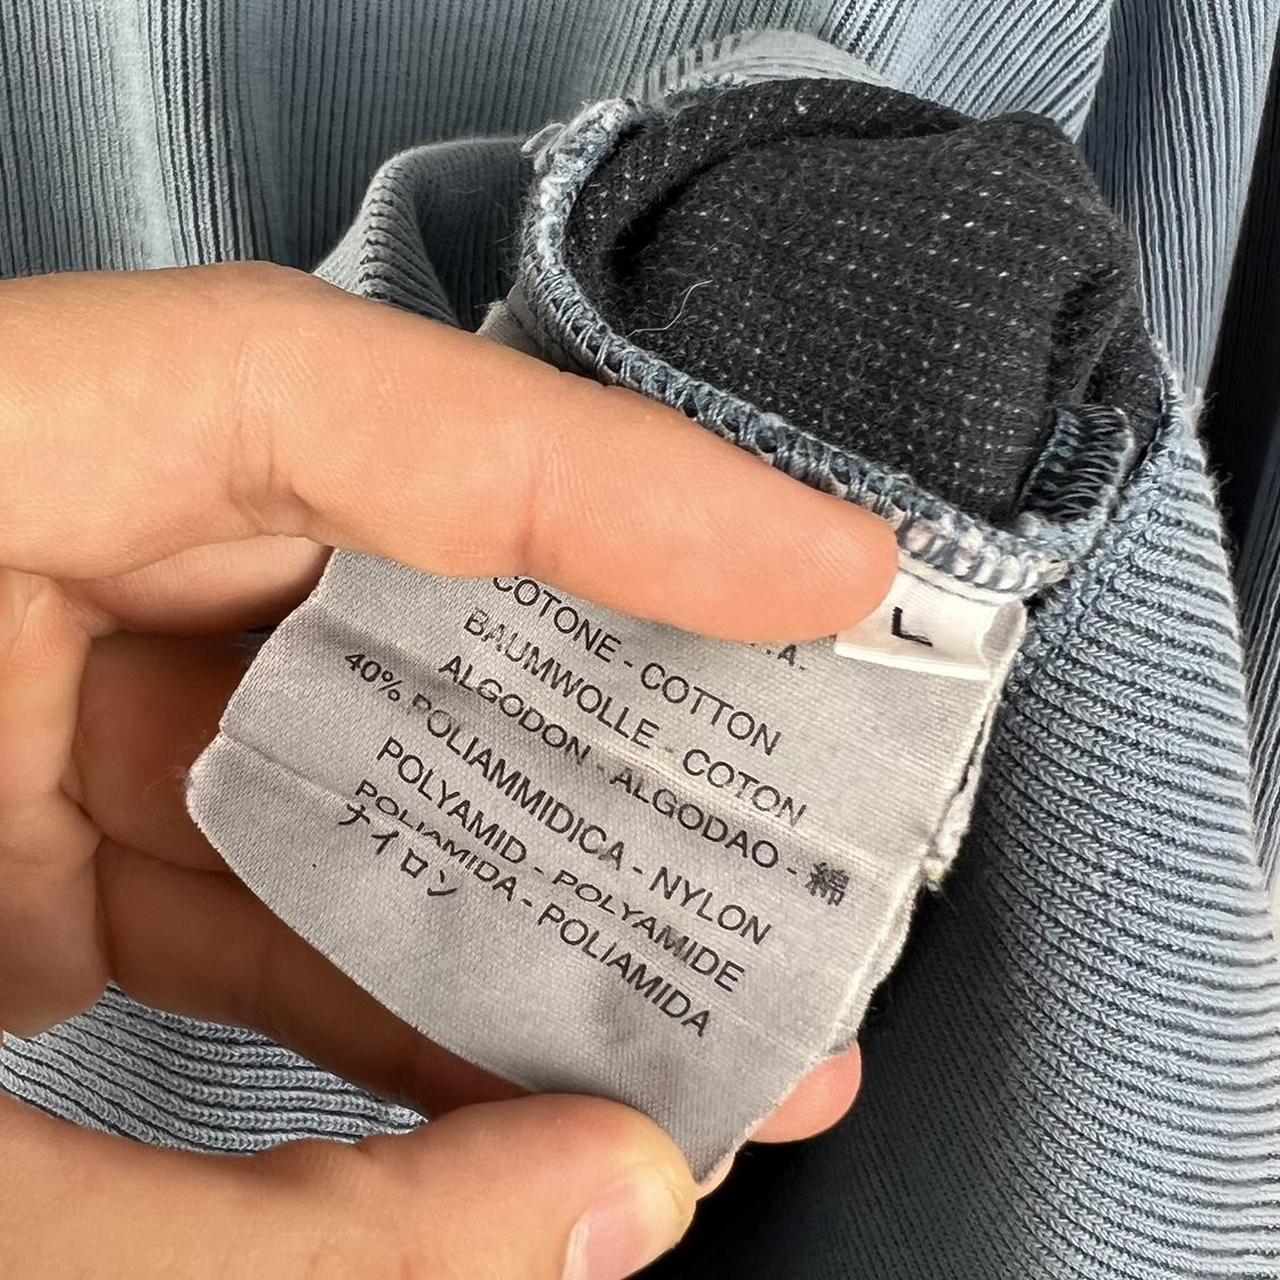 L
.A.
COTONE - COTTON
BAUMWOLLE - COTON
ALGODON - ALGODAO - 綿
40% POLIAMMIDICA - NYLON
POLYAMID - POLYAMIDE
POLIAMIDA - POLIAMIDA
ナイロン